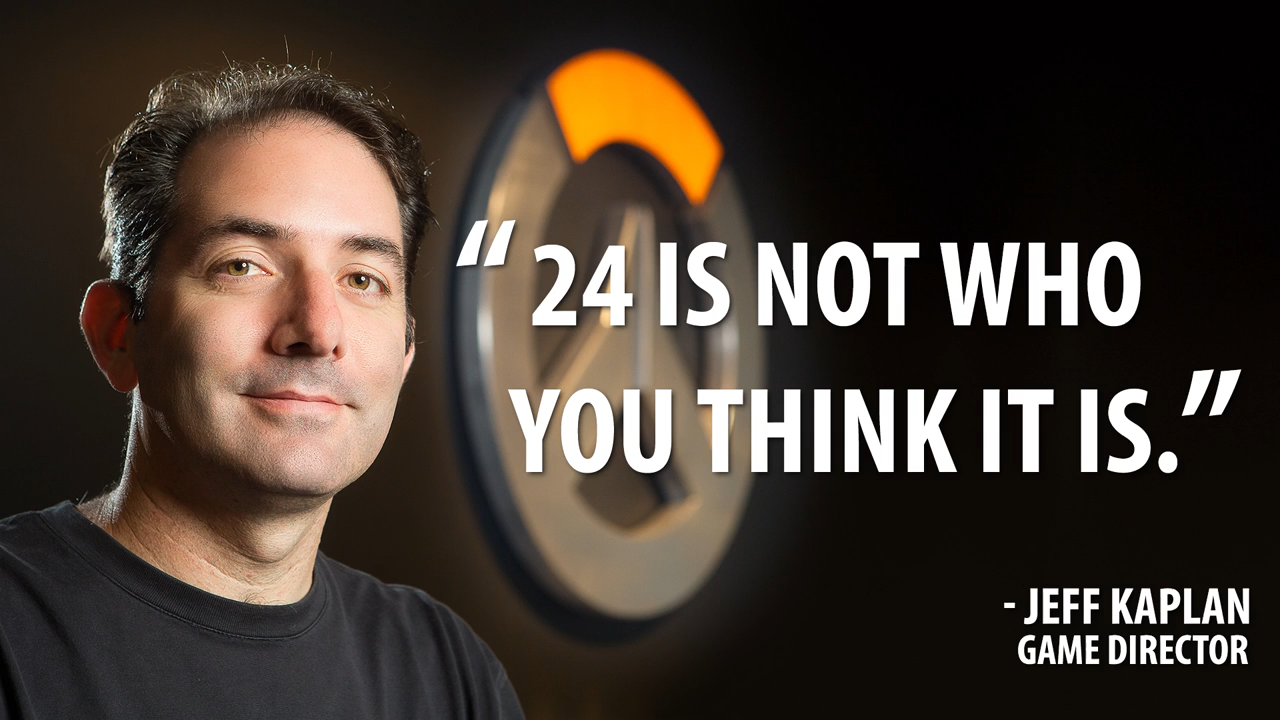 “ 24 IS NOT WHO
YOU THINK IT IS.”
- JEFF KAPLAN
GAME DIRECTOR